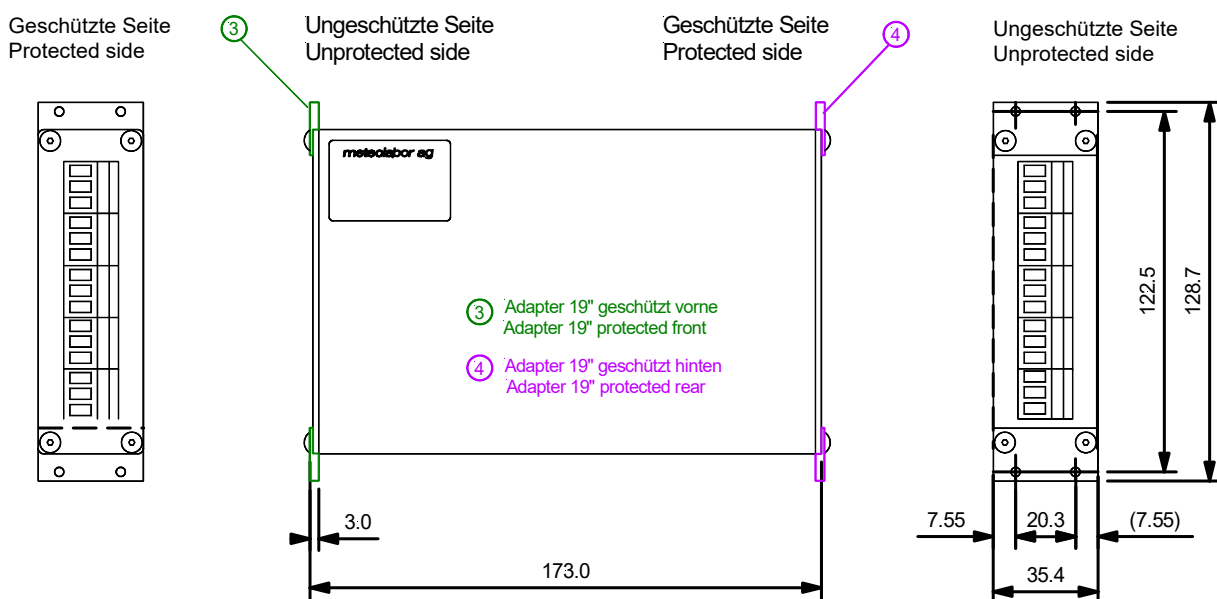 Geschützte Seite
Protected side
3
Ungeschützte Seite
Unprotected side
Geschützte Seite
Protected side
4
Ungeschützte Seite
Unprotected side
meteolabor ag
3 Adapter 19" geschützt vorne
Adapter 19" protected front
4 Adapter 19" geschützt hinten
Adapter 19" protected rear
122.5
128.7
3.0
173.0
7.55
20.3
(7.55)
35.4